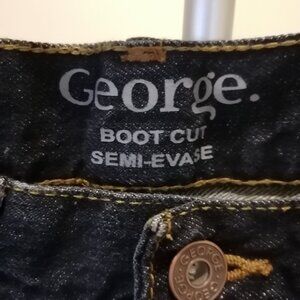 George.
BOOT CUT
SEMI-EVASE
GEORGE